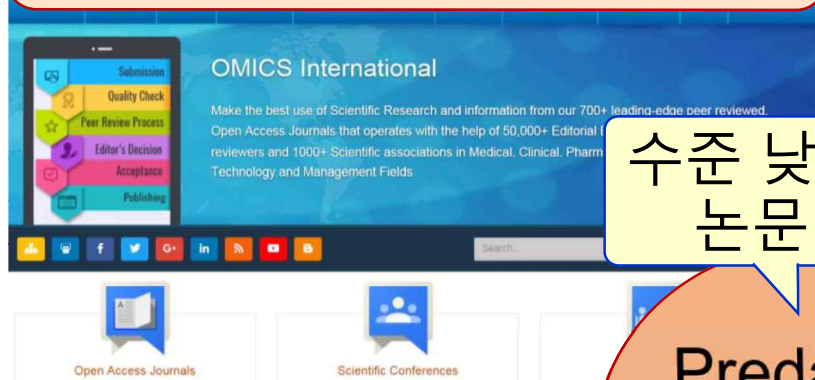 Submission
Quality Check
Peer Review Process
Editor's Decision
Acceptance
Publishing
OMICS International
Make the best use of Scientific Research and information from our 700+ leading-edge peer reviewed,
Open Access Journals that operates with the help of 50,000+ Editorial
reviewers and 1000+ Scientific associations in Medical, Clinical, Pharm
Technology and Management Fields
수준 낮
논문
f
G+
in
Search..
Open Access Journals
Scientific Conferences
Preda